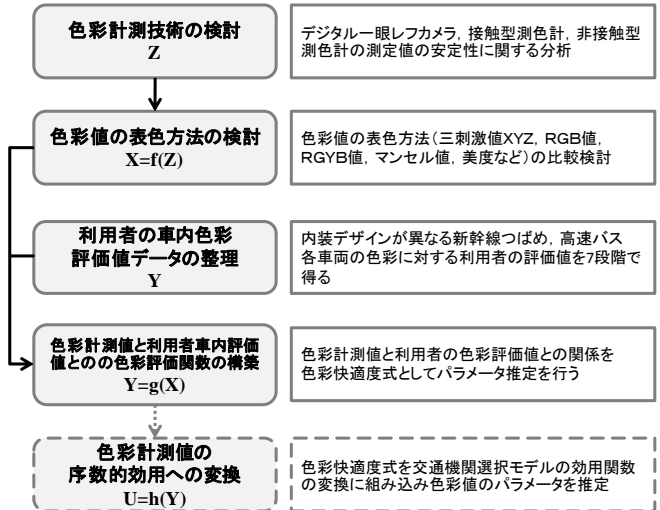 色彩計測技術の検討
Z
デジタル一眼レフカメラ，接触型測色計，非接触型
測色計の測定値の安定性に関する分析
色彩値の表色方法の検討
X=f(Z)
色彩値の表色方法（三刺激値XYZ，RGB値，
RGYB値，マンセル値，美度など）の比較検討
利用者の車内色彩
評価値データの整理
Y
内装デザインが異なる新幹線つばめ，高速バス
各車両の色彩に対する利用者の評価値を7段階で
得る
色彩計測値と利用者車内評価
値とのの色彩評価関数の構築
Y=g(X)
色彩計測値と利用者の色彩評価値との関係を
色彩快適度式としてパラメータ推定を行う
色彩計測値の
序数的効用への変換
U=h(Y)
色彩快適度式を交通機関選択モデルの効用関数
の変換に組み込み色彩値のパラメータを推定